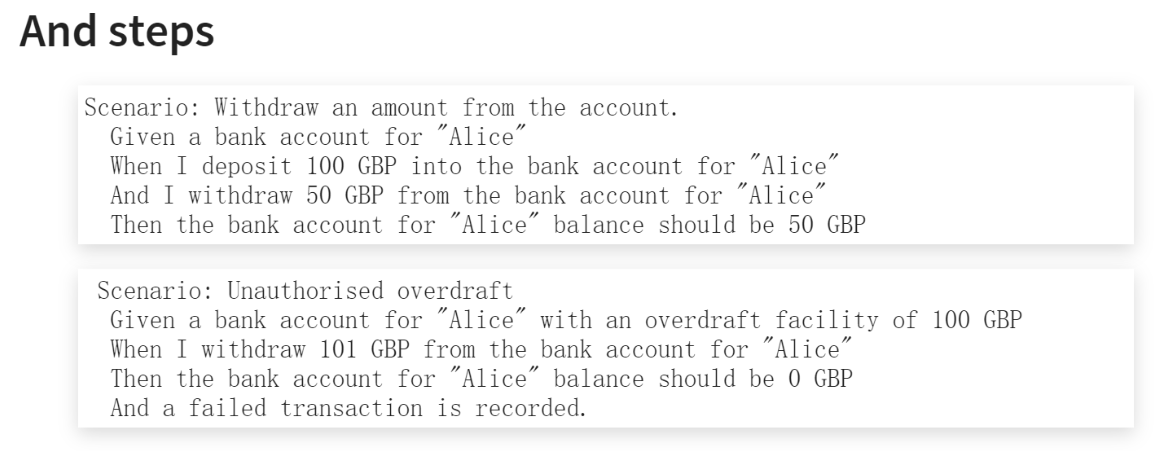 And steps
Scenario: Withdraw an amount from the account.
Given a bank account for "Alice"
When I deposit 100 GBP into the bank account for "Alice"
And I withdraw 50 GBP from the bank account for "Alice"
Then the bank account for "Alice" balance should be 50 GBP
Scenario: Unauthorised overdraft
Given a bank account for "Alice" with an overdraft facility of 100 GBP
When I withdraw 101 GBP from the bank account for "Alice"
Then the bank account for "Alice" balance should be 0 GBP
And a failed transaction is recorded.